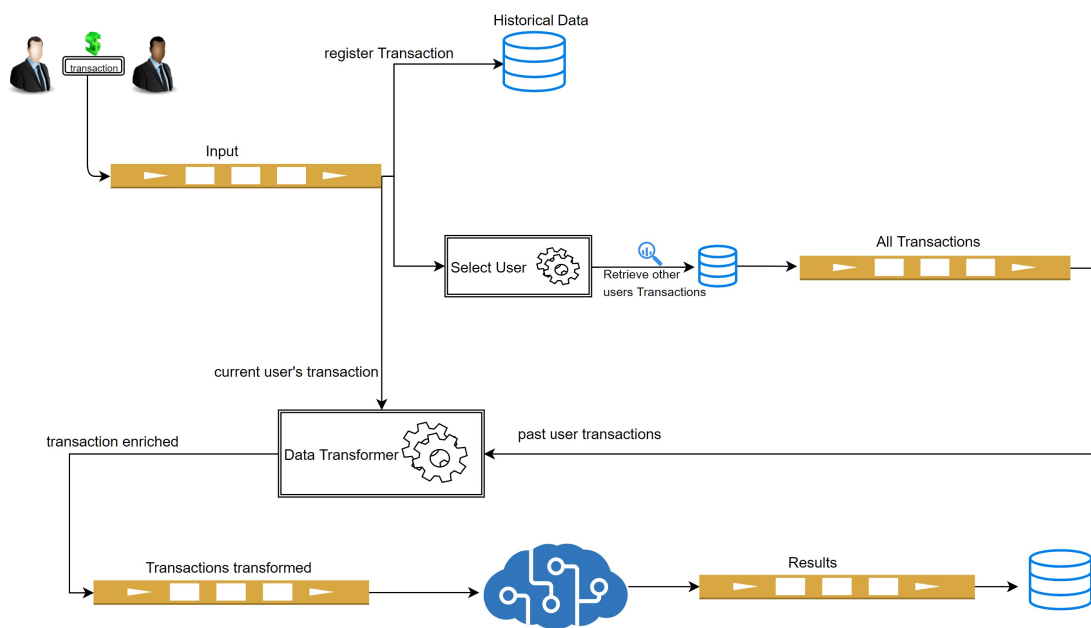 Historical Data
register Transaction
transaction
Input
Select User
Retrieve other
users Transactions
All Transactions
current user's transaction
transaction enriched
Data Transformer
past user transactions
Transactions transformed
Results